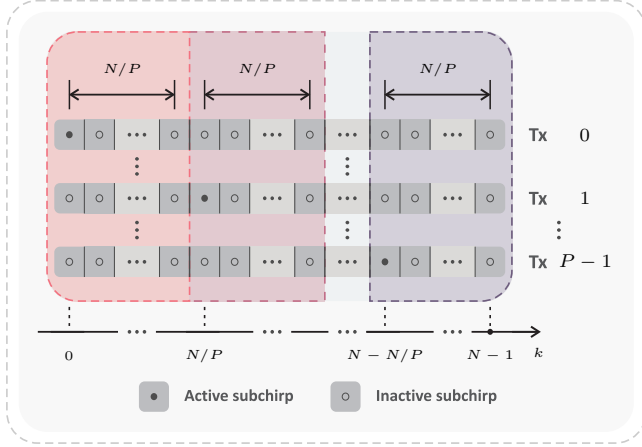 N/P N/P N/P
... ... ... ... Tx 0
... ... ... ... Tx 1
... ... ... ... Tx P − 1
... ... ... ...
0 N/P N − N/P N − 1 k
Active subchirp Inactive subchirp